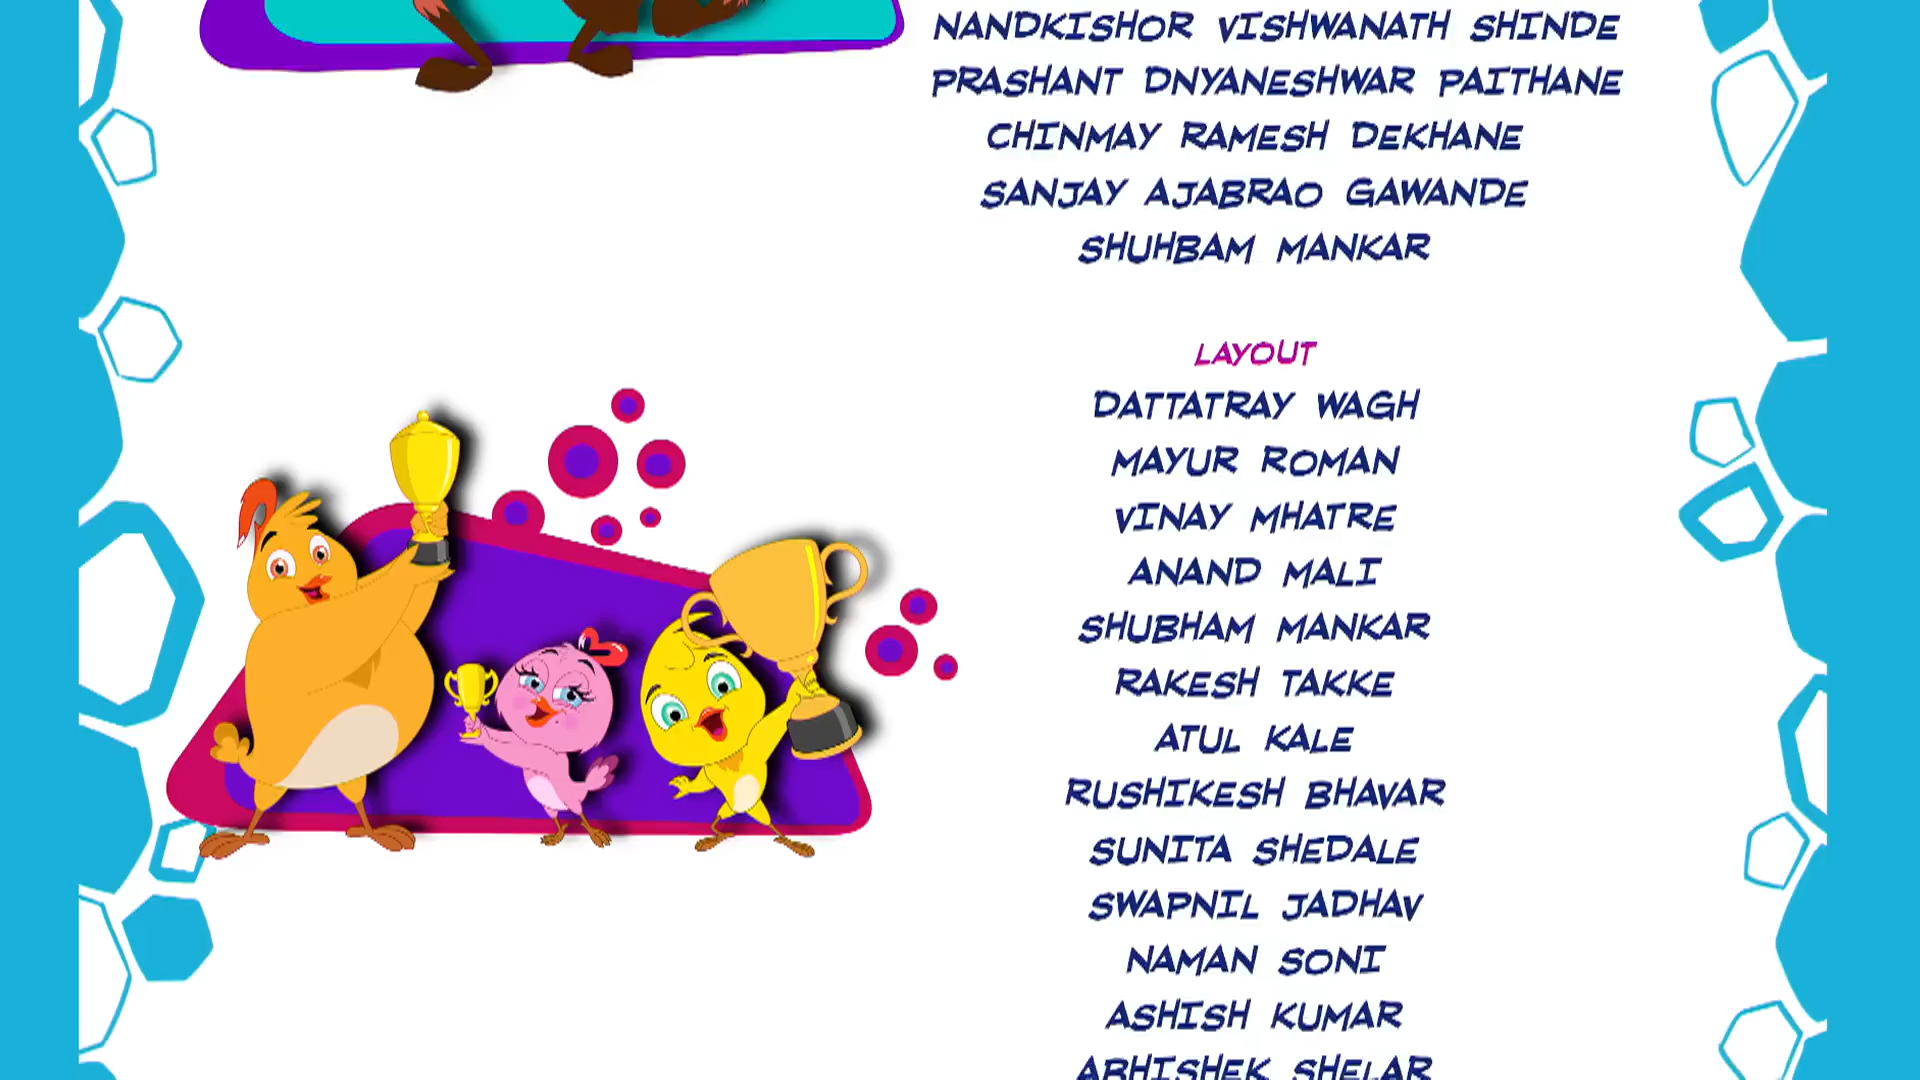 NANDKISHOR VISHWANATH SHINDE
PRASHANT DNYANESHWAR PAITHANE
CHINMAY RAMESH DEKHANE
SANJAY AJABRAO GAWANDE
SHUHBAM MANKAR
LAYOUT
DATTATRAY WAGH
MAYUR ROMAN
VINAY MHATRE
ANAND MALI
SHUBHAM MANKAR
RAKESH TAKKE
ATUL KALE
RUSHIKESH BHAVAR
SUNITA SHEDALE
SWAPNIL JADHAV
NAMAN SONI
ASHISH KUMAR
ABHISHEK SHELAR